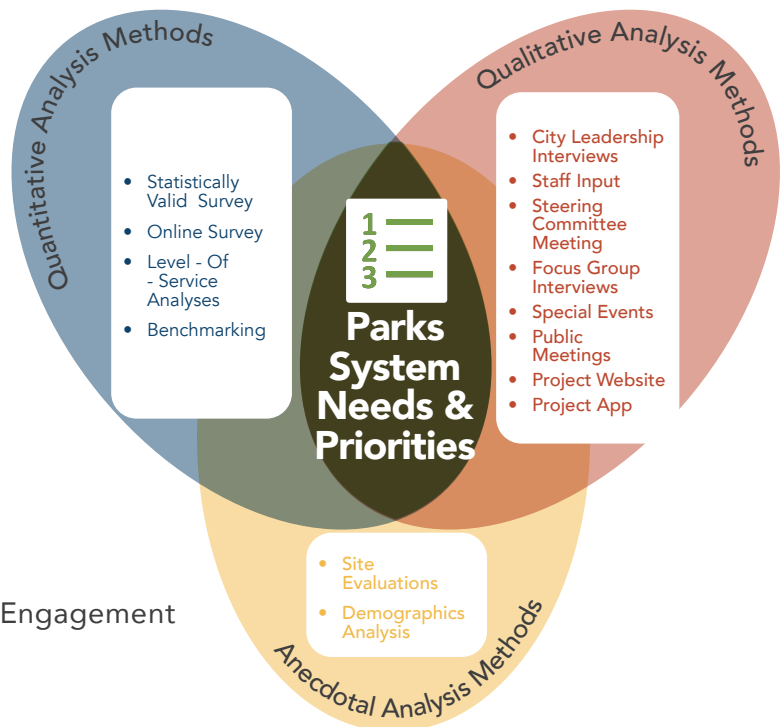 Quantitative Analysis Methods
Qualitative Analysis Methods
• Statistically
Valid Survey
• Online Survey
• Level - Of
- Service
Analyses
• Benchmarking
1
2
3
Parks
System
Needs &
Priorities
• City Leadership
Interviews
• Staff Input
• Steering
Committee
Meeting
• Focus Group
Interviews
• Special Events
• Public
Meetings
• Project Website
• Project App
• Site
Evaluations
• Demographics
Analysis
Engagement
Anecdotal Analysis Methods